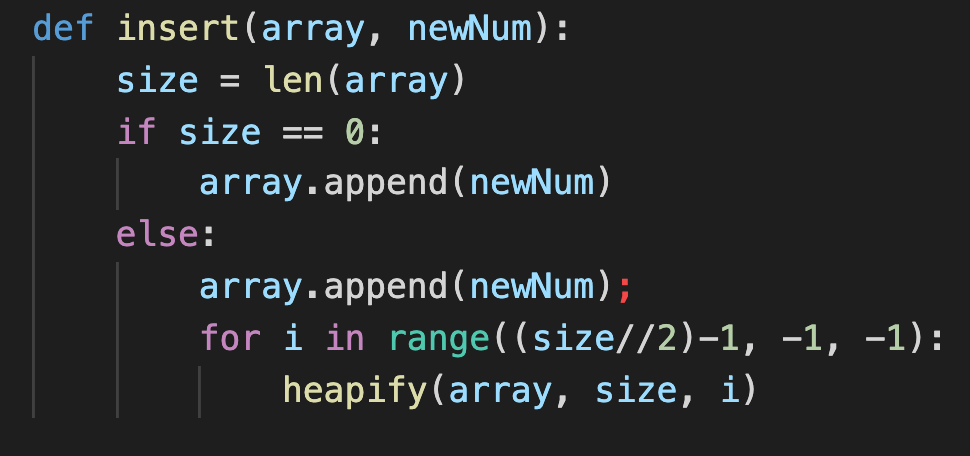 def insert(array, newNum):
    size = len(array)
    if size == 0:
        array.append(newNum)
    else:
        array.append(newNum);
        for i in range((size//2)-1, -1, -1):
            heapify(array, size, i)